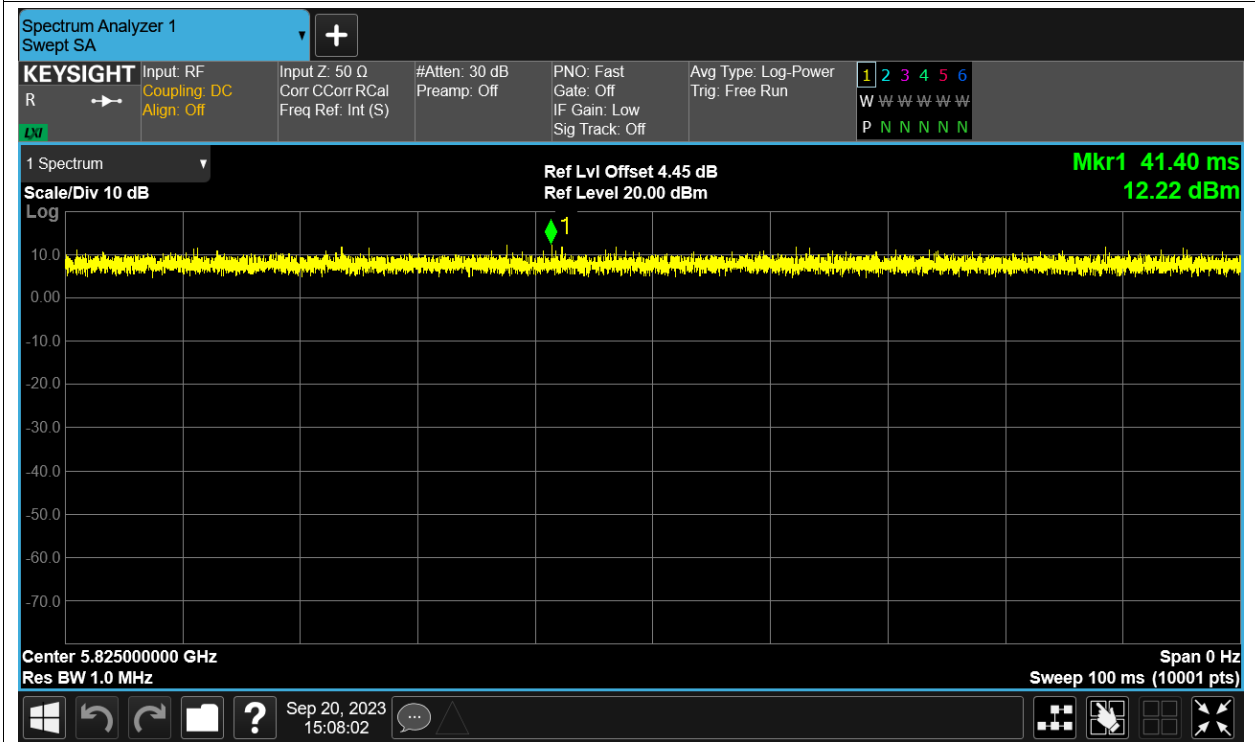 Spectrum Analyzer 1
Swept SA
KEYSIGHT
R
LXI
Input: RF
Coupling: DC
Align: Off
Input Z: 50 Ω
Corr CCorr RCal
Freq Ref: Int (S)
#Atten: 30 dB
Preamp: Off
PNO: Fast
Gate: Off
IF Gain: Low
Sig Track: Off
Avg Type: Log-Power
Trig: Free Run
1 2 3 4 5 6
W W W W W W
P N N N N N
1 Spectrum
Scale/Div 10 dB
Log
Ref Lvl Offset 4.45 dB
Ref Level 20.00 dBm
Mkr1 41.40 ms
12.22 dBm
1
10.0
0.00
-10.0
-20.0
-30.0
-40.0
-50.0
-60.0
-70.0
Center 5.825000000 GHz
Res BW 1.0 MHz
Span 0 Hz
Sweep 100 ms (10001 pts)
?
Sep 20, 2023
15:08:02